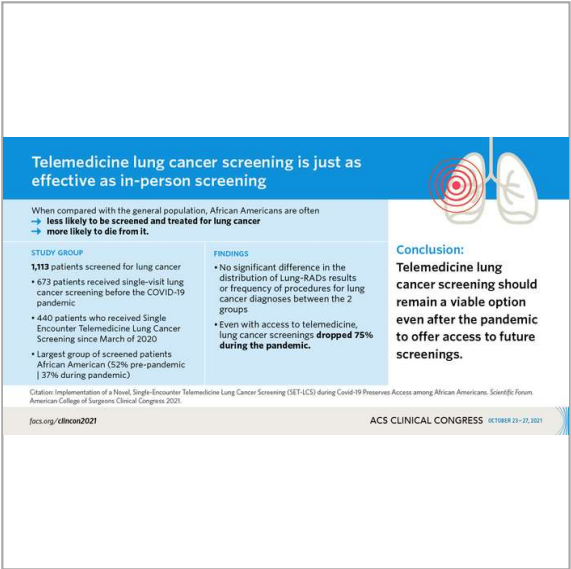 Telemedicine lung cancer screening is just as
effective as in-person screening
When compared with the general population, African Americans are often
→ less likely to be screened and treated for lung cancer
→ more likely to die from it.
STUDY GROUP
1,113 patients screened for lung cancer
• 673 patients received single-visit lung
cancer screening before the COVID-19
pandemic
• 440 patients who received Single
Encounter Telemedicine Lung Cancer
Screening since March of 2020
• Largest group of screened patients
African American (52% pre-pandemic
| 37% during pandemic)
FINDINGS
• No significant difference in the
distribution of Lung-RADs results
or frequency of procedures for lung
cancer diagnoses between the 2
groups
• Even with access to telemedicine,
lung cancer screenings dropped 75%
during the pandemic.
Conclusion:
Telemedicine lung
cancer screening should
remain a viable option
even after the pandemic
to offer access to future
screenings.
Citation: Implementation of a Novel, Single-Encounter Telemedicine Lung Cancer Screening (SET-LCS) during Covid-19 Preserves Access among African Americans. Scientific Forum
American College of Surgeons Clinical Congress 2021.
facs.org/clincon2021
ACS CLINICAL CONGRESS OCTOBER 23–27, 2021